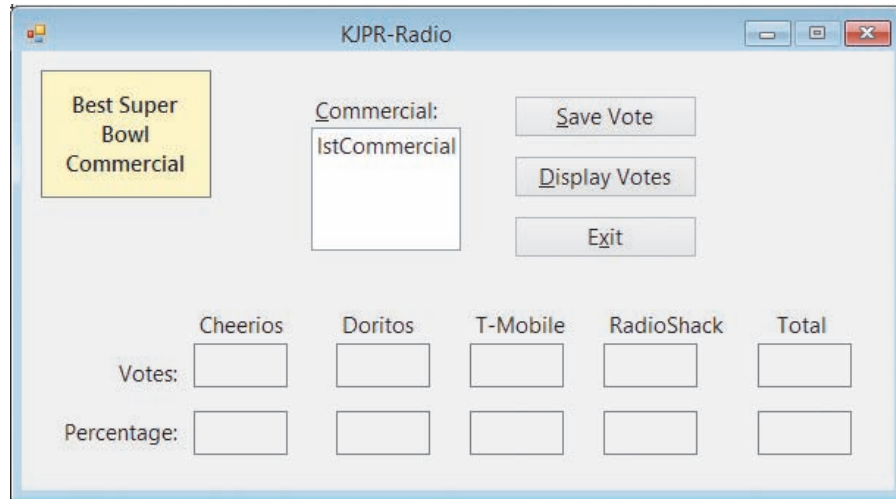 KJPR-Radio
Best Super
Bowl
Commercial
Commercial:
lstCommercial
Save Vote
Display Votes
Exit
Cheerios Doritos T-Mobile RadioShack Total
Votes:
Percentage: